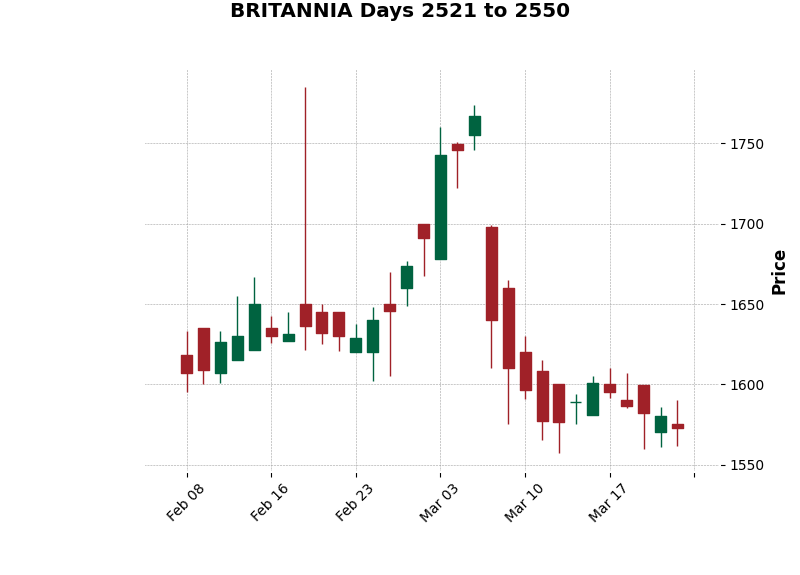 BRITANNIA Days 2521 to 2550
1750
1700
1650
1600
1550
Price
Feb 08
Feb 16
Feb 23
Mar 03
Mar 10
Mar 17